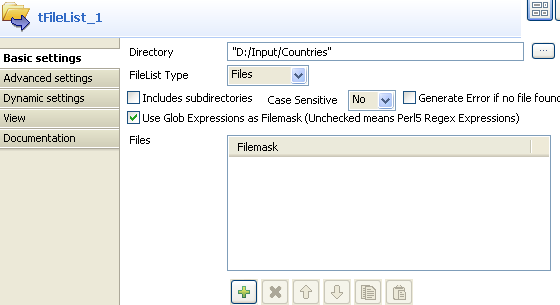 tFileList_1
Basic settings
Advanced settings
Dynamic settings
View
Documentation
Directory "D:/Input/Countries" ...
FileList Type Files
Includes subdirectories Case Sensitive No Generate Error if no file found
Use Glob Expressions as Filemask (Unchecked means Perl5 Regex Expressions)
Files Filemask